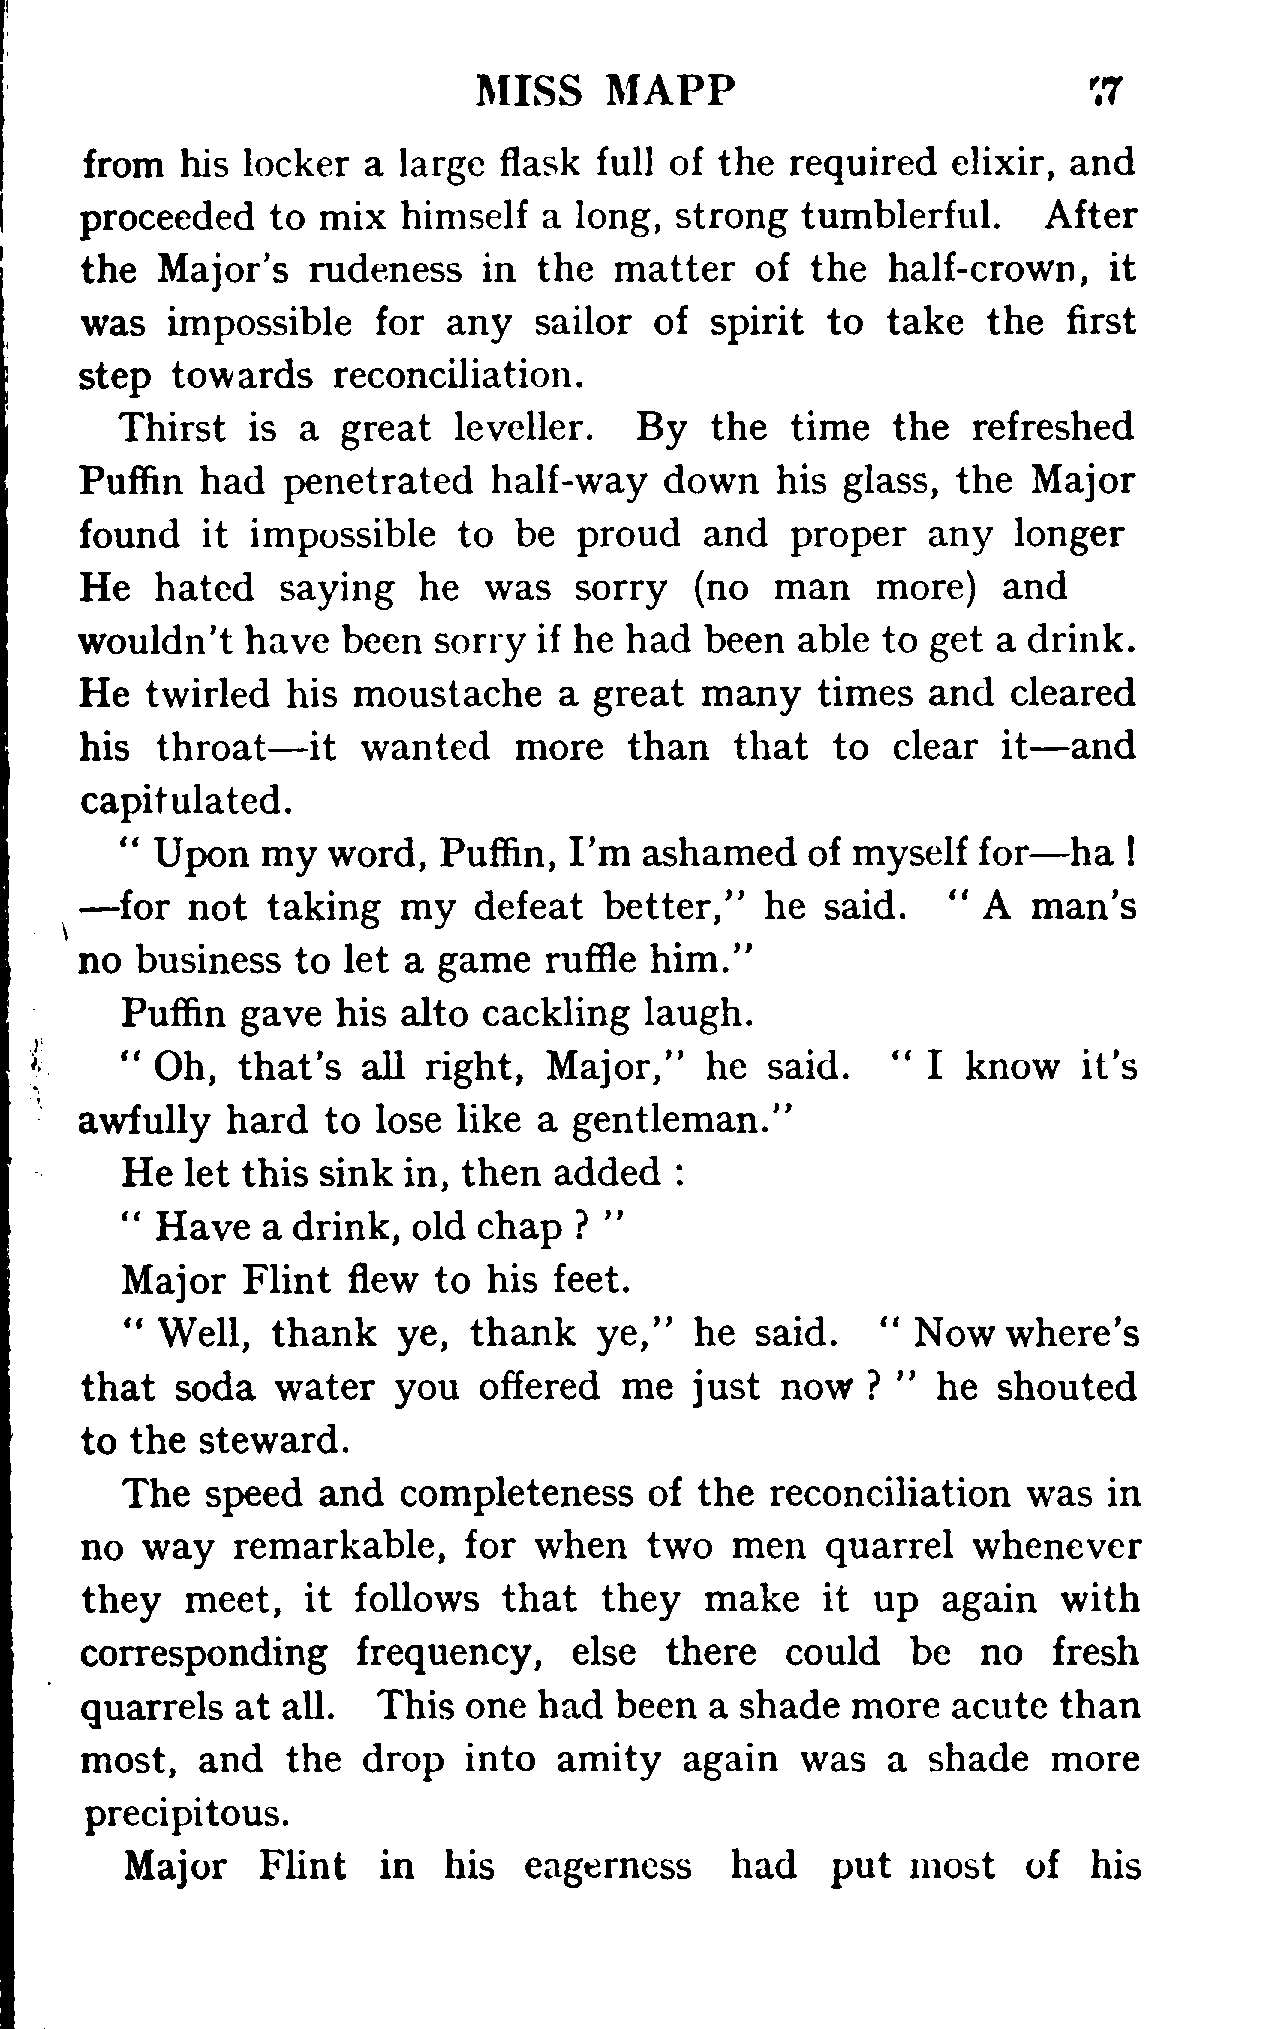 MISS MAPP 77
from his locker a large flask full of the required elixir, and
proceeded to mix himself a long, strong tumblerful. After
the Major's rudeness in the matter of the half-crown, it
was impossible for any sailor of spirit to take the first
step towards reconciliation.
Thirst is a great leveller. By the time the refreshed
Puffin had penetrated half-way down his glass, the Major
found it impossible to be proud and proper any longer
He hated saying he was sorry (no man more) and
wouldn't have been sorry if he had been able to get a drink.
He twirled his moustache a great many times and cleared
his throat—it wanted more than that to clear it—and
capitulated.
" Upon my word, Puffin, I'm ashamed of myself for—ha !
—for not taking my defeat better," he said. " A man's
no business to let a game ruffle him."
Puffin gave his alto cackling laugh.
" Oh, that's all right, Major," he said. " I know it's
awfully hard to lose like a gentleman."
He let this sink in, then added :
" Have a drink, old chap ? "
Major Flint flew to his feet.
" Well, thank ye, thank ye," he said. " Now where's
that soda water you offered me just now ? " he shouted
to the steward.
The speed and completeness of the reconciliation was in
no way remarkable, for when two men quarrel whenever
they meet, it follows that they make it up again with
corresponding frequency, else there could be no fresh
quarrels at all. This one had been a shade more acute than
most, and the drop into amity again was a shade more
precipitous.
Major Flint in his eagerness had put most of his